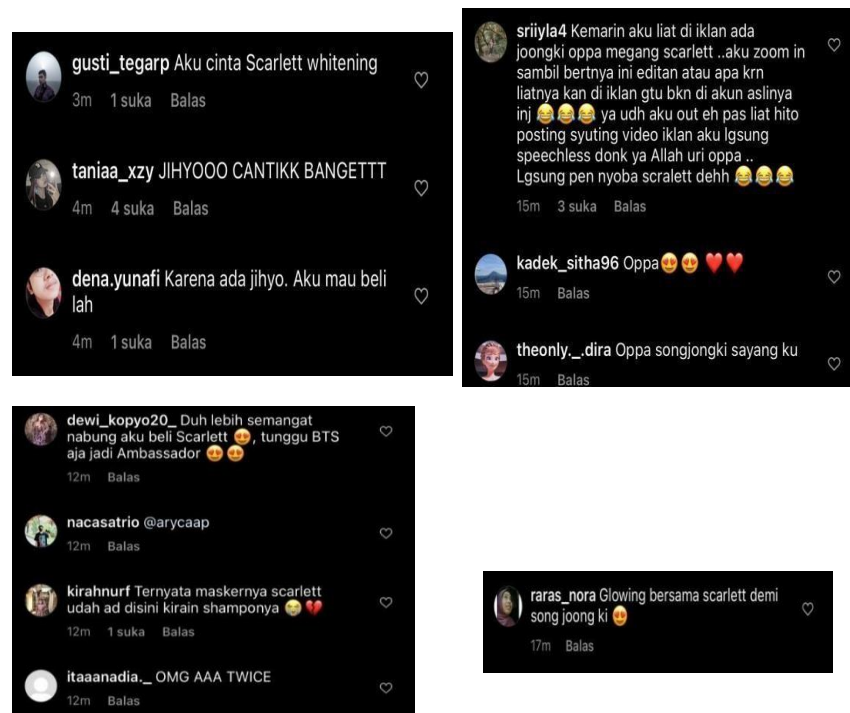 gusti_tegarp Aku cinta Scarlett whitening
3m 1 suka Balas
taniaa_xzy JIHYOOO CANTIKK BANGETTT
4m 4 suka Balas
dena.yunafi Karena ada jihyo. Aku mau beli
lah
4m 1 suka Balas
sriiyla4 Kemarin aku liat di iklan ada
joongki oppa megang scarlett ..aku zoom in
sambil bertnya ini editan atau apa krn
liatnya kan di iklan gtu bkn di akun aslinya
inj 😂😂😂 ya udh aku out eh pas liat hito
posting syuting video iklan aku lgsung
speechless donk ya Allah uri oppa ..
Lgsung pen nyoba scralett dehh 😂😂😂
15m 3 suka Balas
kadek_sitha96 Oppa😍😍 ❤️❤️
15m Balas
theonly._.dira Oppa songjongki sayang ku
15m Balas
dewi_kopyo20_ Duh lebih semangat
nabung aku beli Scarlett 😍, tunggu BTS
aja jadi Ambassador 😍😍
12m Balas
nacasatrio @arycaap
12m Balas
kirahnurf Ternyata maskernya scarlett
udah ad disini kirain shamponya 😭💔
12m 1 suka Balas
itaaanadia._ OMG AAA TWICE
12m Balas
raras_nora Glowing bersama scarlett demi
song joong ki 😍
17m Balas